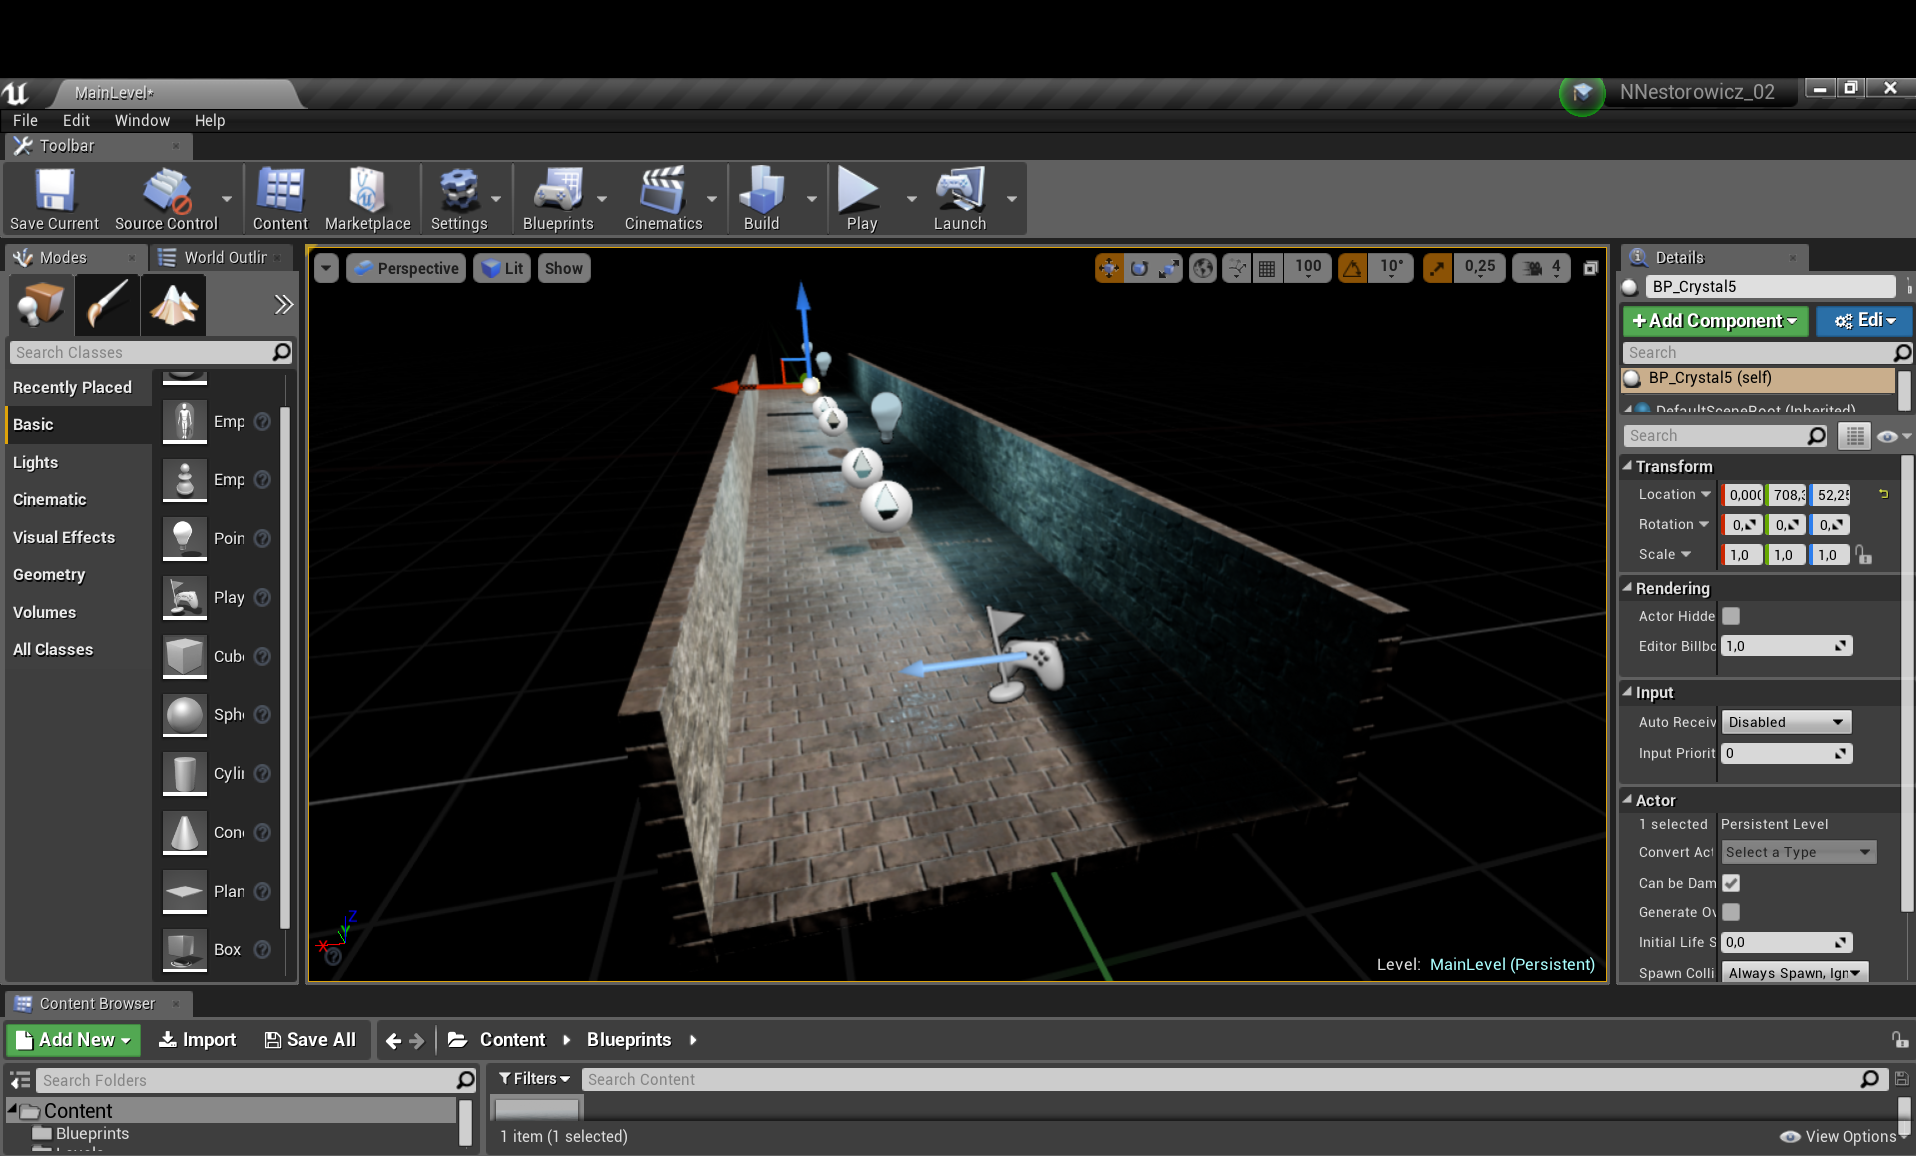 MainLevel*
NNestorowicz_02
File Edit Window Help
Toolbar
Save Current Source Control Content Marketplace Settings Blueprints Cinematics Build Play Launch
Modes World Outlir
Perspective Lit Show 100 10° 0,25 4
Details
BP_Crystal5
+Add Component Edi
Search
BP_Crystal5 (self)
DefaultSceneRoot (Inherited)
Search
Search Classes
Recently Placed
Basic
Lights
Cinematic
Visual Effects
Geometry
Volumes
All Classes
Emp
Emp
Poin
Play
Cub
Sph
Cylin
Con
Plan
Box
Transform
Location 0,000 708,3 52,25
Rotation 0, 0, 0,
Scale 1,0 1,0 1,0
Rendering
Actor Hidde
Editor Billbo 1,0
Input
Auto Receiv Disabled
Input Priorit 0
Actor
1 selected Persistent Level
Convert Act Select a Type
Can be Dam
Generate Ov
Initial Life S 0,0
Spawn Colli Always Spawn, Ign
Z
Y
X
Level: MainLevel (Persistent)
Content Browser
Add New Import Save All Content Blueprints
Search Folders
Filters Search Content
Content
Blueprints
Levels
1 item (1 selected)
View Options